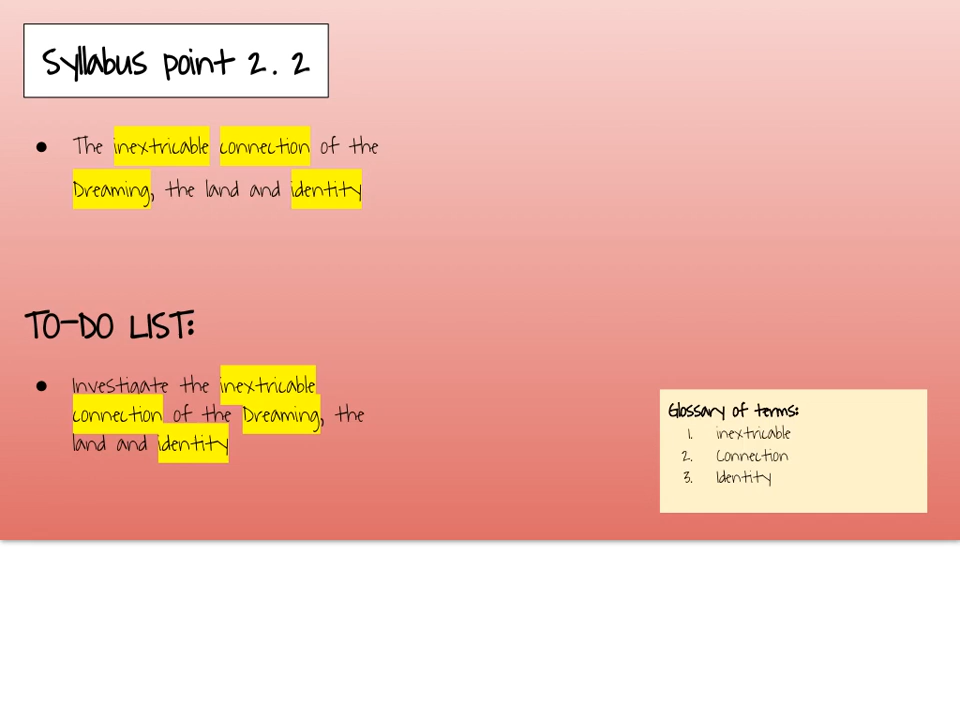 Syllabus point 2. 2
● The inextricable connection of the
Dreaming, the land and identity
TO-DO LIST:
● Investigate the inextricable
connection of the Dreaming, the
land and identity
Glossary of terms:
1. inextricable
2. Connection
3. Identity